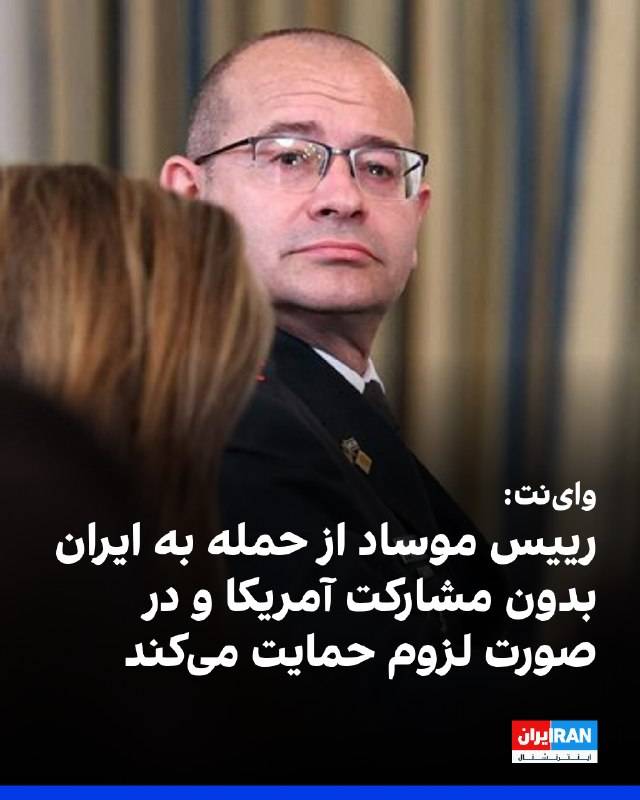 وای‌نت:
رییس موساد از حمله به ایران
بدون مشارکت آمریکا و در
صورت لزوم حمایت می‌کند
ایران IRAN
اینترنشنال